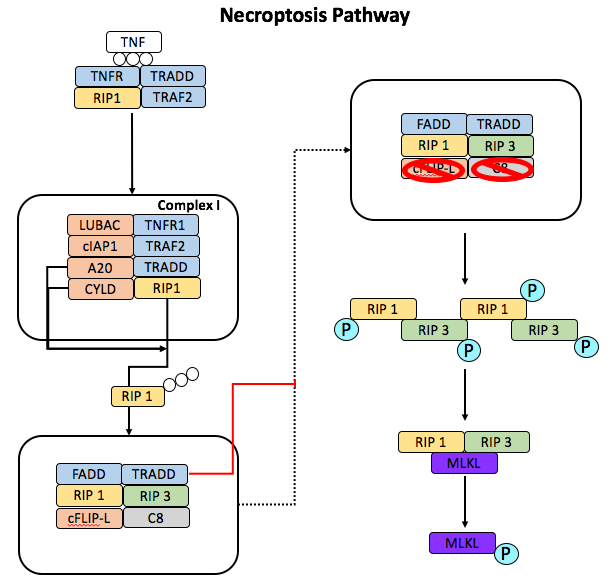 Necroptosis Pathway
TNF
TNFR TRADD
RIP1 TRAF2
Complex I
LUBAC TNFR1
cIAP1 TRAF2
A20 TRADD
CYLD RIP1
RIP 1
FADD TRADD
RIP 1 RIP 3
cFLIP-L C8
FADD TRADD
RIP 1 RIP 3
cFLIP-L C8
P
RIP 1 RIP 1
P RIP 3 RIP 3
P P
RIP 1 RIP 3
MLKL
MLKL
P